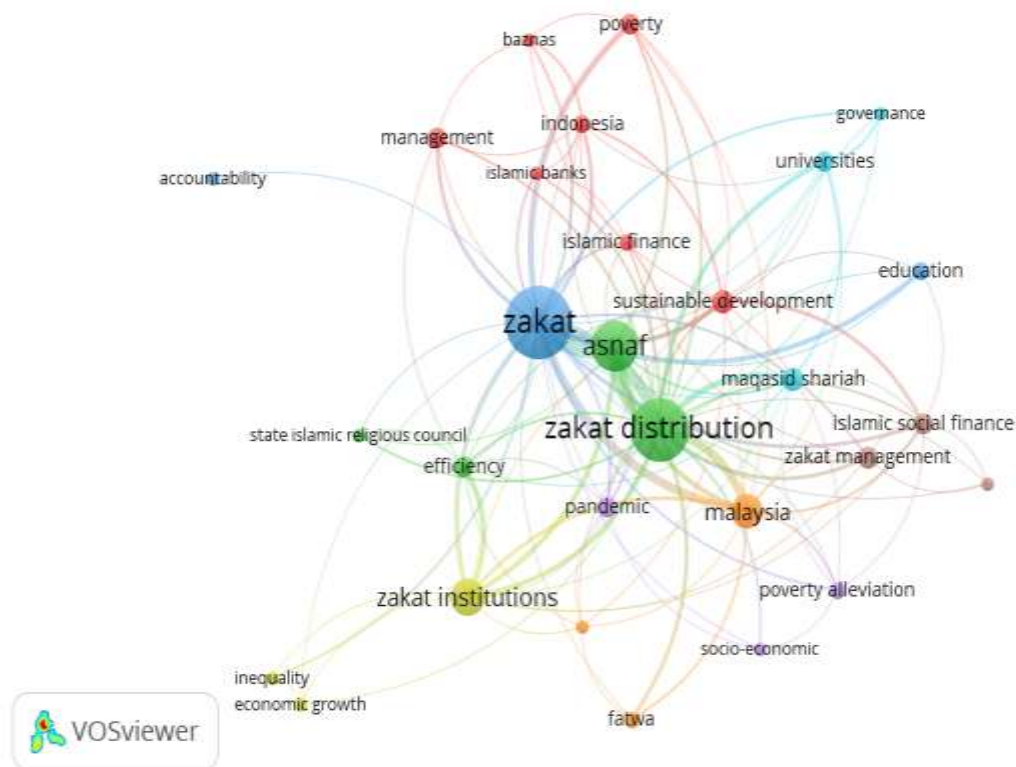 poverty
baznas
governance
indonesia
management
universities
islamic banks
accountability
islamic finance
education
sustainable development
zakat
asnaf
maqasid shariah
islamic social finance
zakat distribution
state islamic religious council
zakat management
efficiency
pandemic
malaysia
poverty alleviation
zakat institutions
socio-economic
inequality
economic growth
fatwa
VOSviewer